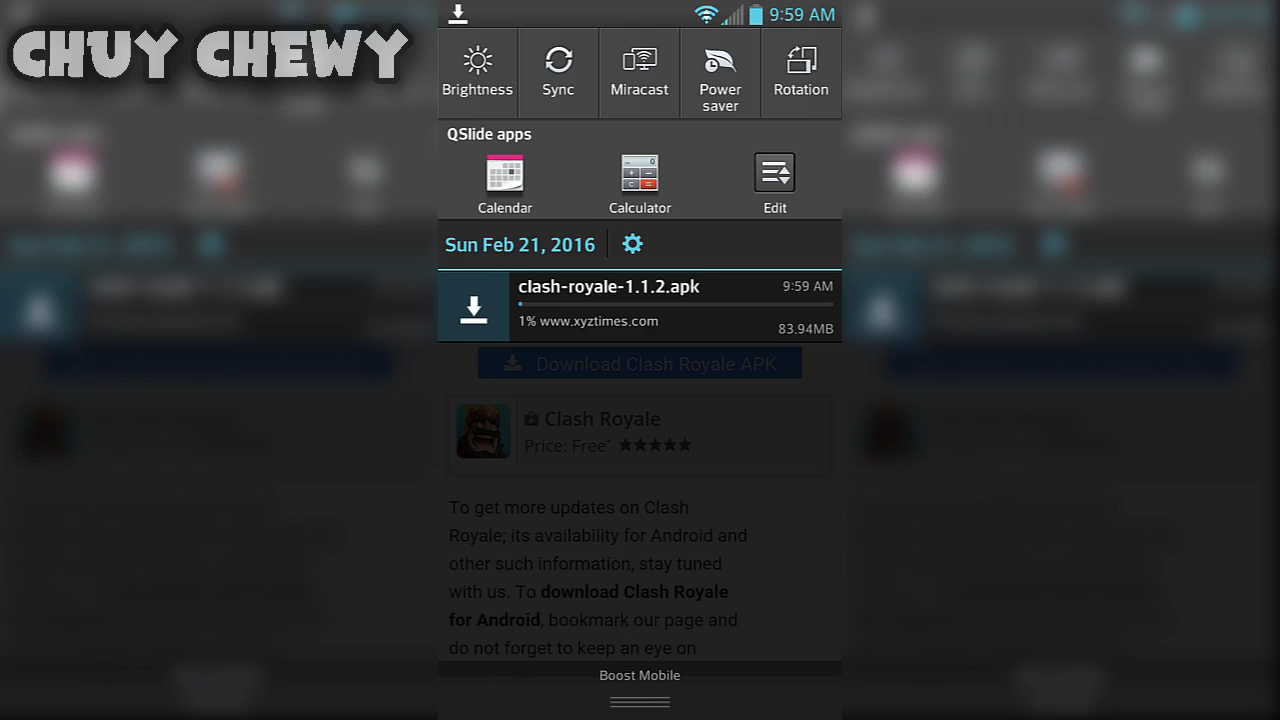 CHUY CHEWY
9:59 AM
Brightness
Sync
Miracast
Power
saver
Rotation
QSlide apps
Calendar
Calculator
Edit
Sun Feb 21, 2016
clash-royale-1.1.2.apk
9:59 AM
1% www.xyztimes.com
83.94MB
Download Clash Royale APK
Clash Royale
Price: Free+ ★★★★★
To get more updates on Clash
Royale; its availability for Android and
other such information, stay tuned
with us. To download Clash Royale
for Android, bookmark our page and
do not forget to keep an eye on
Boost Mobile